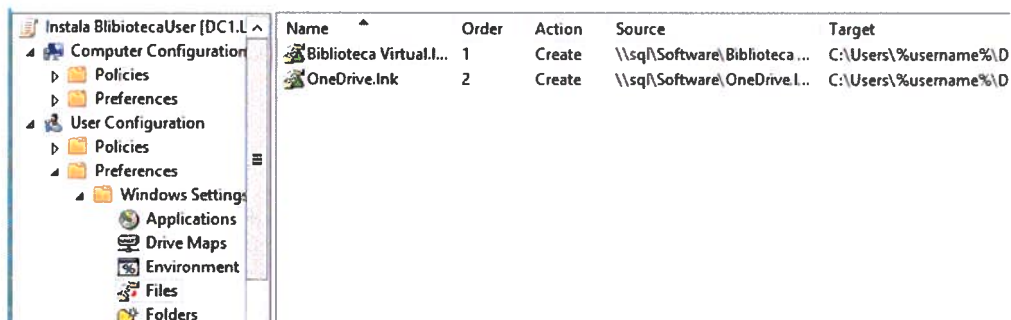 Instala BlibiotecaUser [DC1.L
Computer Configuration
Policies
Preferences
User Configuration
Policies
Preferences
Windows Settings
Applications
Drive Maps
Environment
Files
Folders
Name Order Action Source Target
Biblioteca Virtual.l... 1 Create \\sql\Software\Biblioteca ... C:\Users\%username%\D
OneDrive.lnk 2 Create \\sql\Software\OneDrive.l... C:\Users\%username%\D